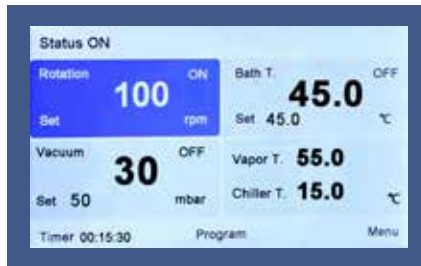 Status ON
Rotation ON
100
Set rpm
Bath T. OFF
45.0
Set 45.0 ℃
Vacuum OFF
30
Set 50 mbar
Vapor T. 55.0
Chiller T. 15.0 ℃
Timer 00:15:30 Program Menu